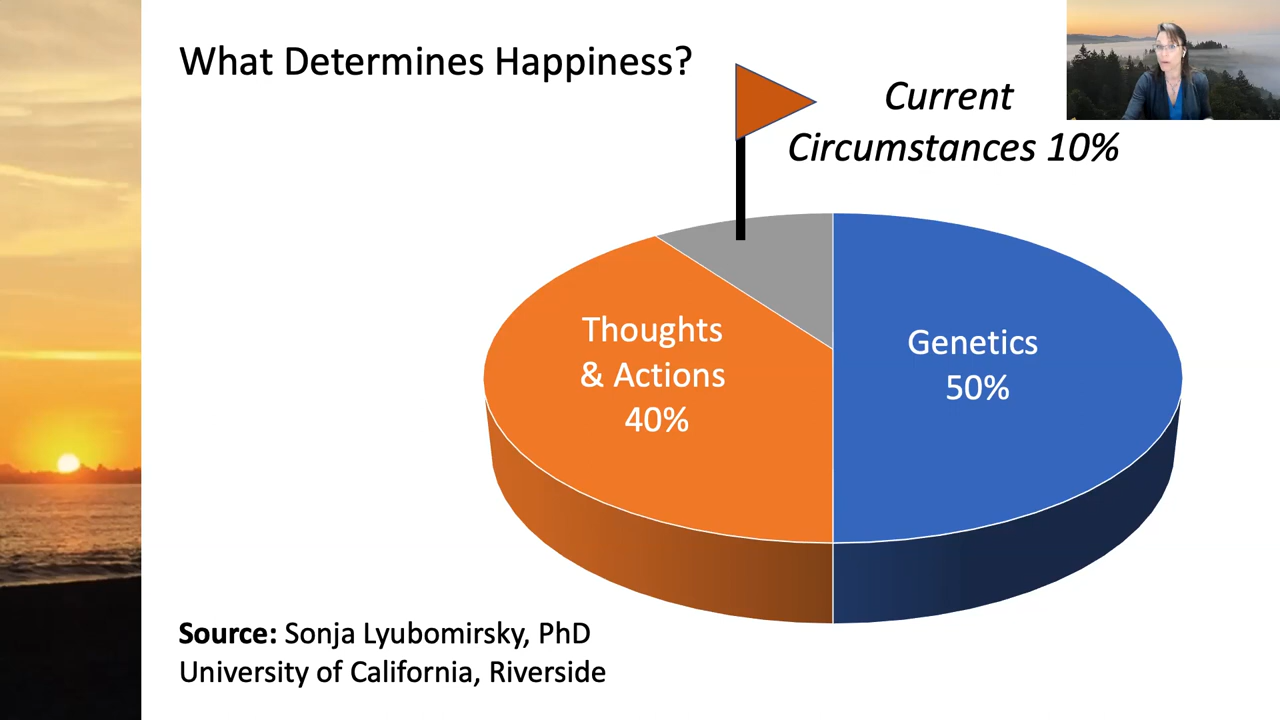 What Determines Happiness?
Current
Circumstances 10%
Thoughts
& Actions
40%
Genetics
50%
Source: Sonja Lyubomirsky, PhD
University of California, Riverside